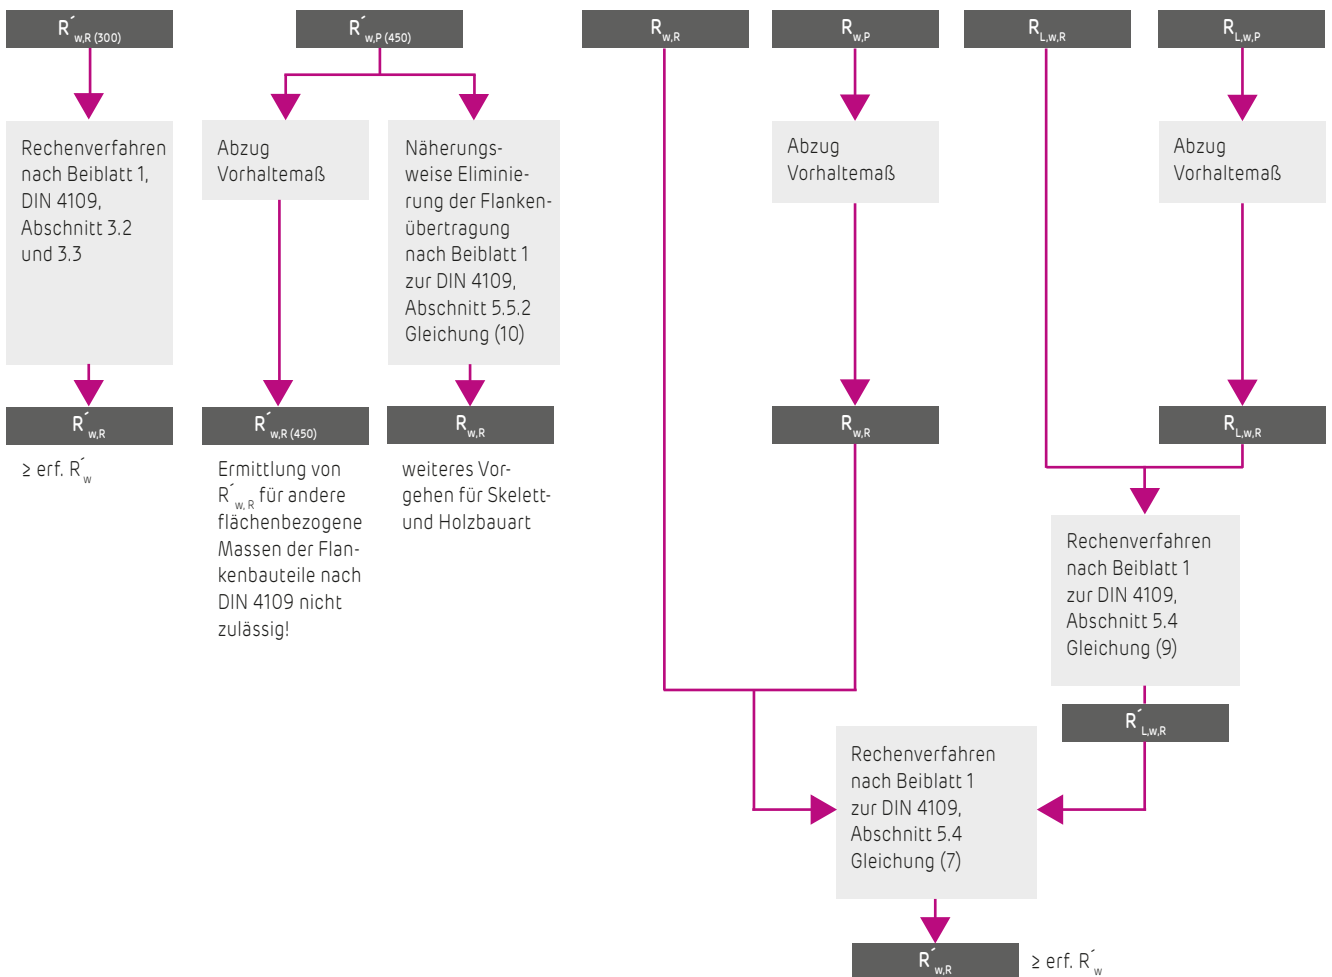 R´w,R (300)
R´w,P (450)
Rw,R
Rw,P
RL,w,R
RL,w,P
Rechenverfahren
nach Beiblatt 1,
DIN 4109,
Abschnitt 3.2
und 3.3
Abzug
Vorhaltemaß
Näherungs-
weise Eliminie-
rung der Flanken-
übertragung
nach Beiblatt 1
zur DIN 4109,
Abschnitt 5.5.2
Gleichung (10)
Abzug
Vorhaltemaß
Abzug
Vorhaltemaß
R´w,R
R´w,R (450)
Rw,R
Rw,R
RL,w,R
≥ erf. R´w
Ermittlung von
R´w,R für andere
flächenbezogene
Massen der Flan-
kenbauteile nach
DIN 4109 nicht
zulässig!
weiteres Vor-
gehen für Skelett-
und Holzbauart
Rechenverfahren
nach Beiblatt 1
zur DIN 4109,
Abschnitt 5.4
Gleichung (9)
R´L,w,R
Rechenverfahren
nach Beiblatt 1
zur DIN 4109,
Abschnitt 5.4
Gleichung (7)
R´w,R
≥ erf. R´w